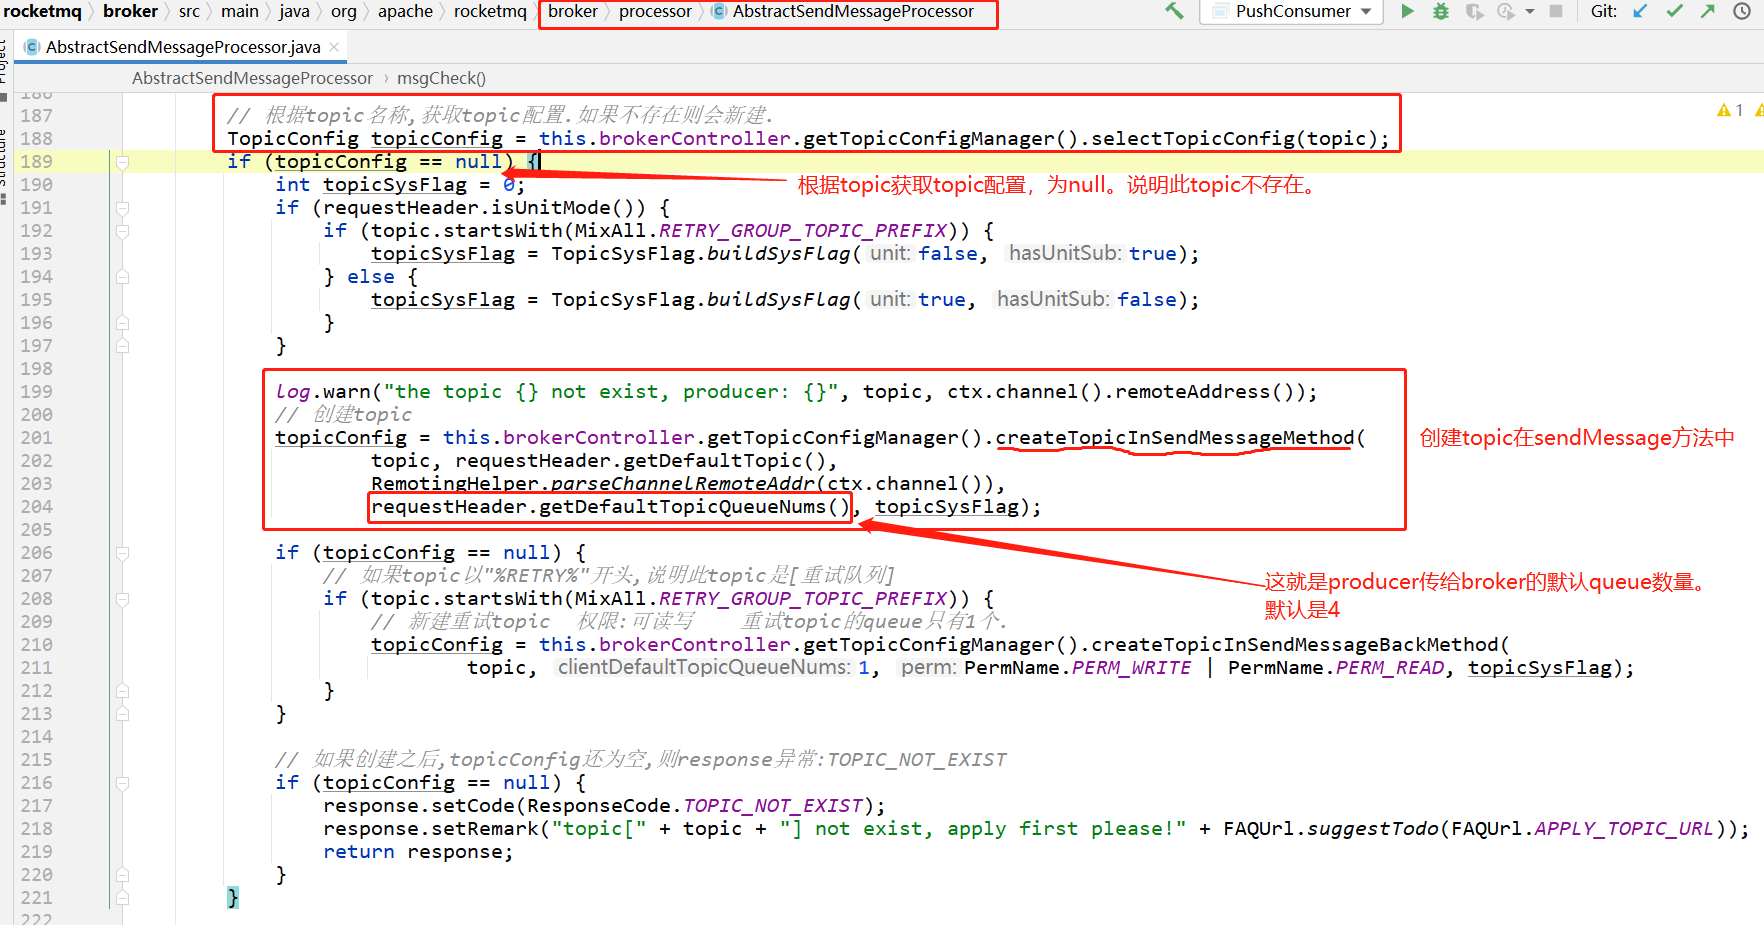 rocketmq › broker › src › main › java › org › apache › rocketmq › broker › processor › AbstractSendMessageProcessor
PushConsumer
Git:
AbstractSendMessageProcessor.java ×
AbstractSendMessageProcessor › msgCheck()
Project
Structure
186
187 // 根据topic名称,获取topic配置.如果不存在则会新建.
1
188 TopicConfig topicConfig = this.brokerController.getTopicConfigManager().selectTopicConfig(topic);
189 if (topicConfig == null) {
190 int topicSysFlag = 0;
根据topic获取topic配置，为null。说明此topic不存在。
191 if (requestHeader.isUnitMode()) {
192 if (topic.startsWith(MixAll.RETRY_GROUP_TOPIC_PREFIX)) {
193 topicSysFlag = TopicSysFlag.buildSysFlag( unit: false, hasUnitSub: true);
194 } else {
195 topicSysFlag = TopicSysFlag.buildSysFlag( unit: true, hasUnitSub: false);
196 }
197 }
198
199 log.warn("the topic {} not exist, producer: {}", topic, ctx.channel().remoteAddress());
200 // 创建topic
201 topicConfig = this.brokerController.getTopicConfigManager().createTopicInSendMessageMethod(
创建topic在sendMessage方法中
202 topic, requestHeader.getDefaultTopic(),
203 RemotingHelper.parseChannelRemoteAddr(ctx.channel()),
204 requestHeader.getDefaultTopicQueueNums(), topicSysFlag);
205
206 if (topicConfig == null) {
207 // 如果topic以"%RETRY%"开头,说明此topic是[重试队列]
这就是producer传给broker的默认queue数量。
默认是4
208 if (topic.startsWith(MixAll.RETRY_GROUP_TOPIC_PREFIX)) {
209 // 新建重试topic 权限:可读写 重试topic的queue只有1个.
210 topicConfig = this.brokerController.getTopicConfigManager().createTopicInSendMessageBackMethod(
211 topic, clientDefaultTopicQueueNums: 1, perm: PermName.PERM_WRITE | PermName.PERM_READ, topicSysFlag);
212 }
213 }
214
215 // 如果创建之后,topicConfig还为空,则response异常:TOPIC_NOT_EXIST
216 if (topicConfig == null) {
217 response.setCode(ResponseCode.TOPIC_NOT_EXIST);
218 response.setRemark("topic[" + topic + "] not exist, apply first please!" + FAQUrl.suggestTodo(FAQUrl.APPLY_TOPIC_URL));
219 return response;
220 }
221 }
222